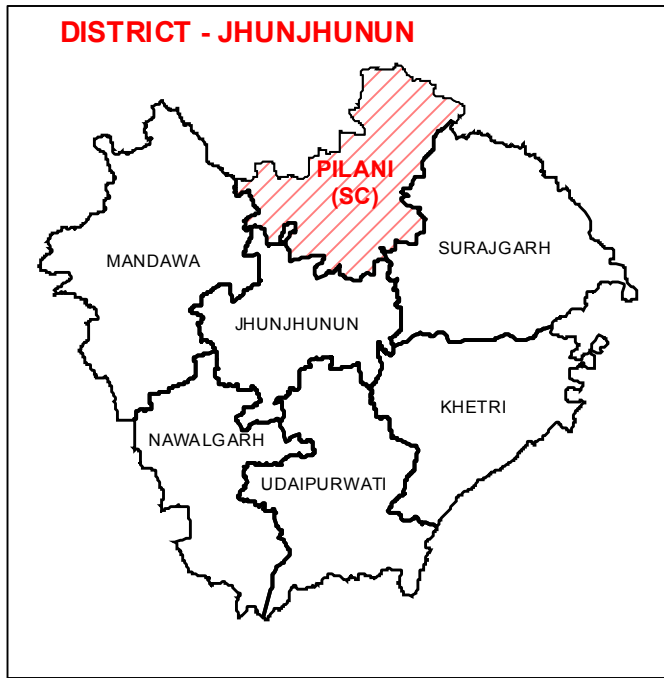 DISTRICT - JHUNJHUNUN
PILANI
(SC)
SURAJGARH
MANDAWA
JHUNJHUNUN
KHETRI
NAWALGARH
UDAIPURWATI